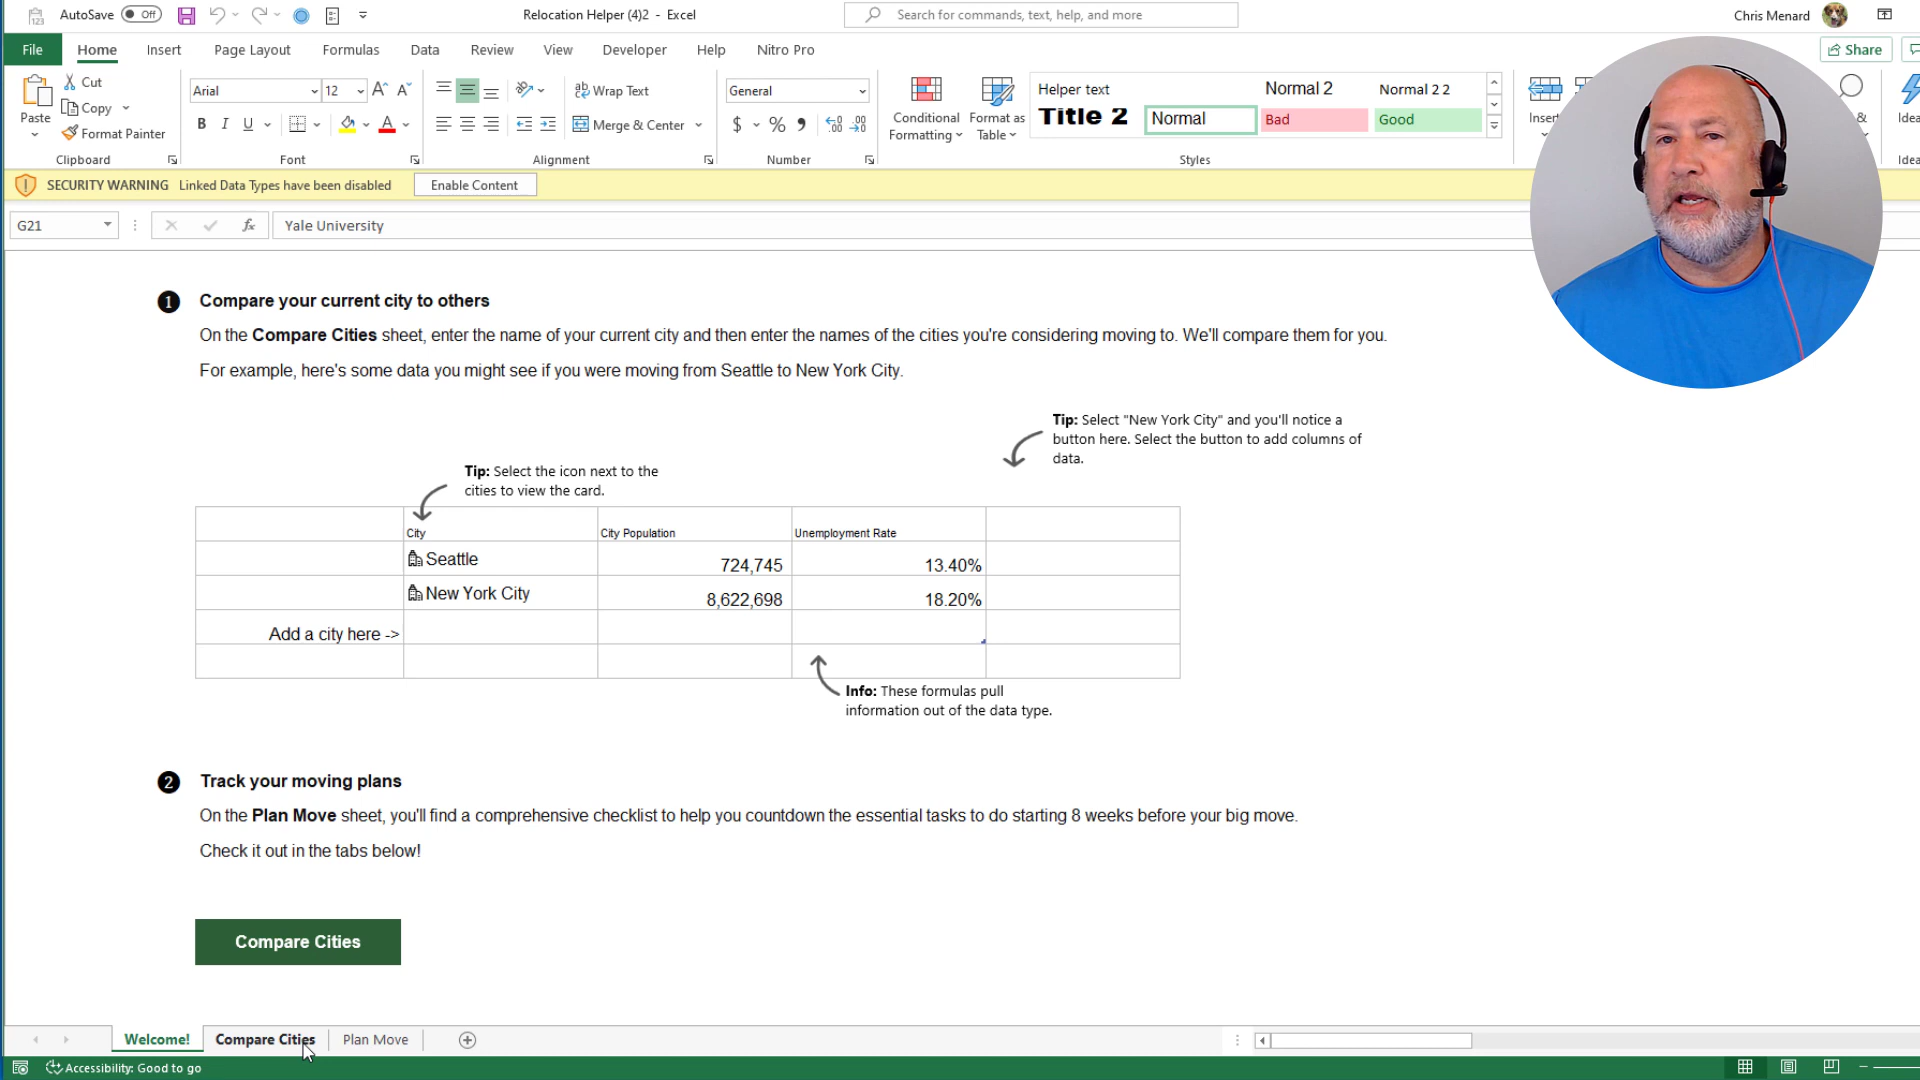 AutoSave Off
Relocation Helper (4)2 - Excel
Search for commands, text, help, and more
Chris Menard
File Home Insert Page Layout Formulas Data Review View Developer Help Nitro Pro
Share
Paste
Cut
Copy
Format Painter
Clipboard
Arial 12
B I U
Font
Wrap Text
Merge & Center
Alignment
General
$ % 9
Number
Conditional Formatting
Format as Table
Helper text Normal 2 Normal 2 2
Title 2 Normal Bad Good
Styles
Insert
&
Idea
Idea
SECURITY WARNING Linked Data Types have been disabled Enable Content
G21 fx Yale University
1 Compare your current city to others
On the Compare Cities sheet, enter the name of your current city and then enter the names of the cities you're considering moving to. We'll compare them for you.
For example, here's some data you might see if you were moving from Seattle to New York City.
Tip: Select "New York City" and you'll notice a
button here. Select the button to add columns of
data.
Tip: Select the icon next to the
cities to view the card.
City City Population Unemployment Rate
Seattle 724,745 13.40%
New York City 8,622,698 18.20%
Add a city here ->
Info: These formulas pull
information out of the data type.
2 Track your moving plans
On the Plan Move sheet, you'll find a comprehensive checklist to help you countdown the essential tasks to do starting 8 weeks before your big move.
Check it out in the tabs below!
Compare Cities
Welcome! Compare Cities Plan Move
Accessibility: Good to go